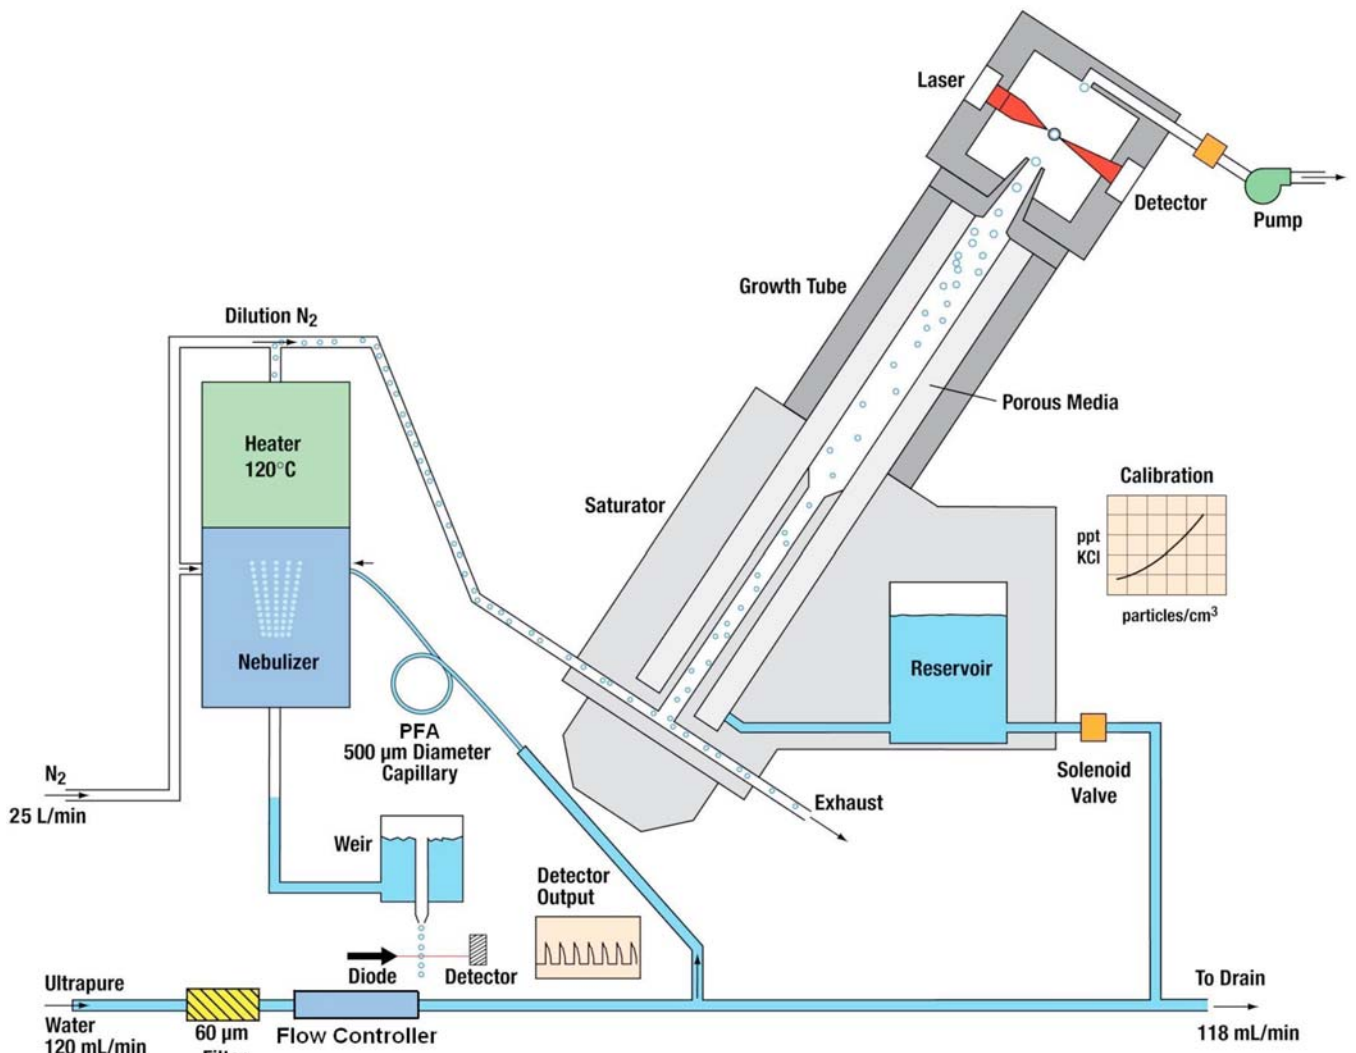 Laser
Detector
Pump
Growth Tube
Dilution N2
Porous Media
Heater
120°C
Saturator
Calibration
ppt
KCl
particles/cm3
Nebulizer
Reservoir
PFA
500 µm Diameter
Capillary
N2
25 L/min
Solenoid
Valve
Exhaust
Weir
Detector
Output
Diode
Detector
Ultrapure
Water
120 mL/min
60 µm
Filter
Flow Controller
To Drain
118 mL/min